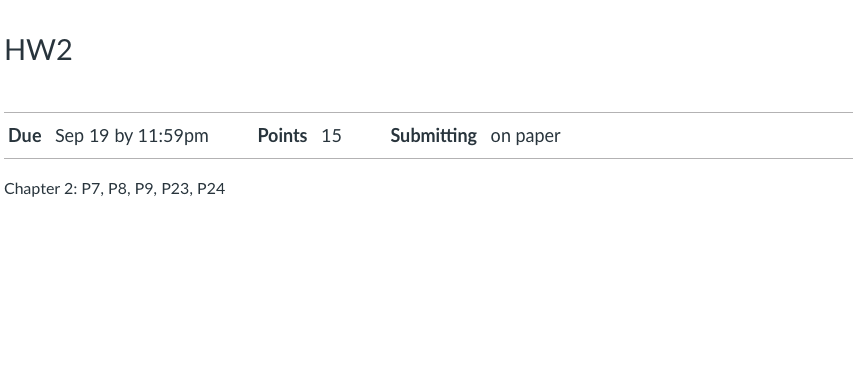 HW2
Due Sep 19 by 11:59pm Points 15 Submitting on paper
Chapter 2: P7, P8, P9, P23, P24